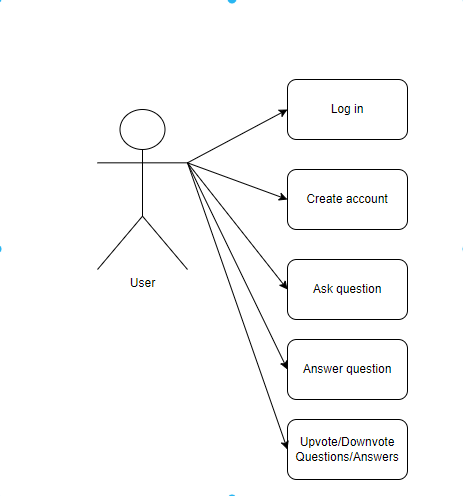 Log in
Create account
User
Ask question
Answer question
Upvote/Downvote
Questions/Answers